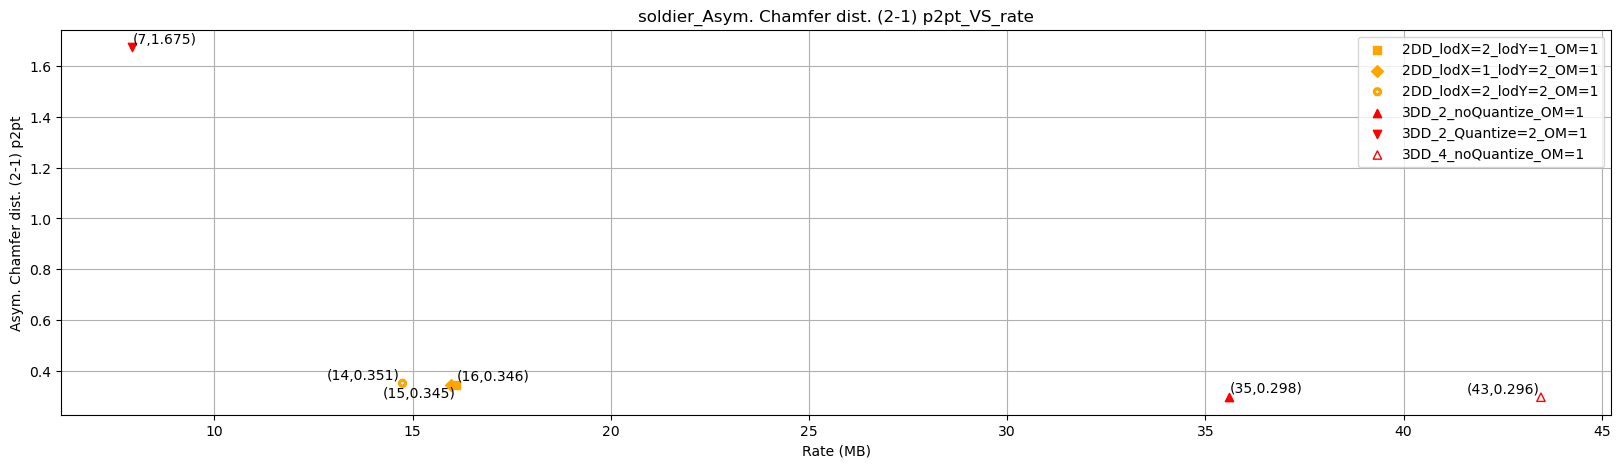 soldier_Asym. Chamfer dist. (2-1) p2pt_VS_rate
(7,1.675)
2DD_lodX=2_lodY=1_OM=1
2DD_lodX=1_lodY=2_OM=1
2DD_lodX=2_lodY=2_OM=1
3DD_2_noQuantize_OM=1
3DD_2_Quantize=2_OM=1
3DD_4_noQuantize_OM=1
1.6
1.4
1.2
1.0
0.8
0.6
0.4
Asym. Chamfer dist. (2-1) p2pt
(14,0.351)
(16,0.346)
(15,0.345)
(35,0.298)
(43,0.296)
10
15
20
25
30
35
40
45
Rate (MB)